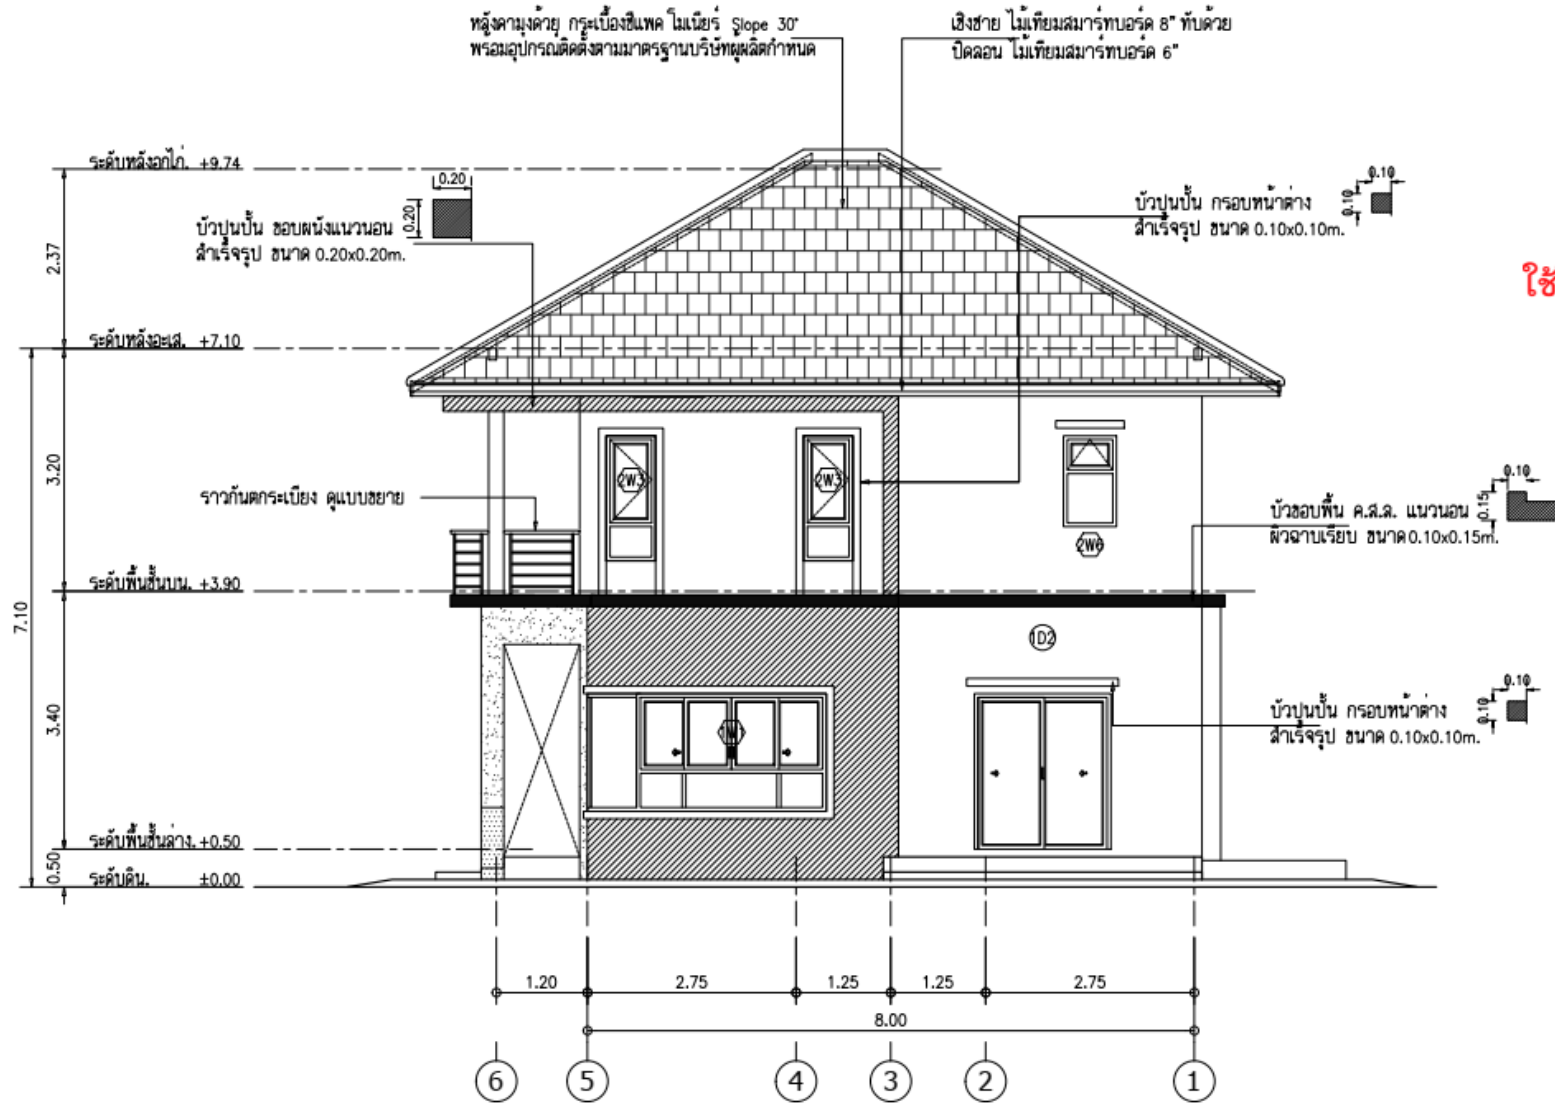 หลังคามุงด้วย กระเบื้องซีแพค โมเนียร์ Slope 30°
พร้อมอุปกรณ์ติดตั้งตามมาตรฐานบริษัทผู้ผลิตกำหนด
เชิงชาย ไม้เทียมสมาร์ทบอร์ด 8" ทับด้วย
ปิดลอน ไม้เทียมสมาร์ทบอร์ด 6"
ระดับหลังอกไก่. +9.74
0.20
0.20
บัวปูนปั้น ขอบผนังแนวนอน
สำเร็จรูป ขนาด 0.20x0.20m.
0.10
0.10
บัวปูนปั้น กรอบหน้าต่าง
สำเร็จรูป ขนาด 0.10x0.10m.
2.37
ใช้
ระดับหลังอะเส. +7.10
3.20
ราวกันตกระเบียง ดูแบบขยาย
2W3
2W3
2W6
0.10
0.15
บัวขอบพื้น ค.ส.ล. แนวนอน
ผิวฉาบเรียบ ขนาด 0.10x0.15m.
ระดับพื้นชั้นบน. +3.90
7.10
1D2
3.40
1W1
0.10
0.10
บัวปูนปั้น กรอบหน้าต่าง
สำเร็จรูป ขนาด 0.10x0.10m.
ระดับพื้นชั้นล่าง. +0.50
0.50
ระดับดิน. ±0.00
1.20 2.75 1.25 1.25 2.75
8.00
6 5 4 3 2 1